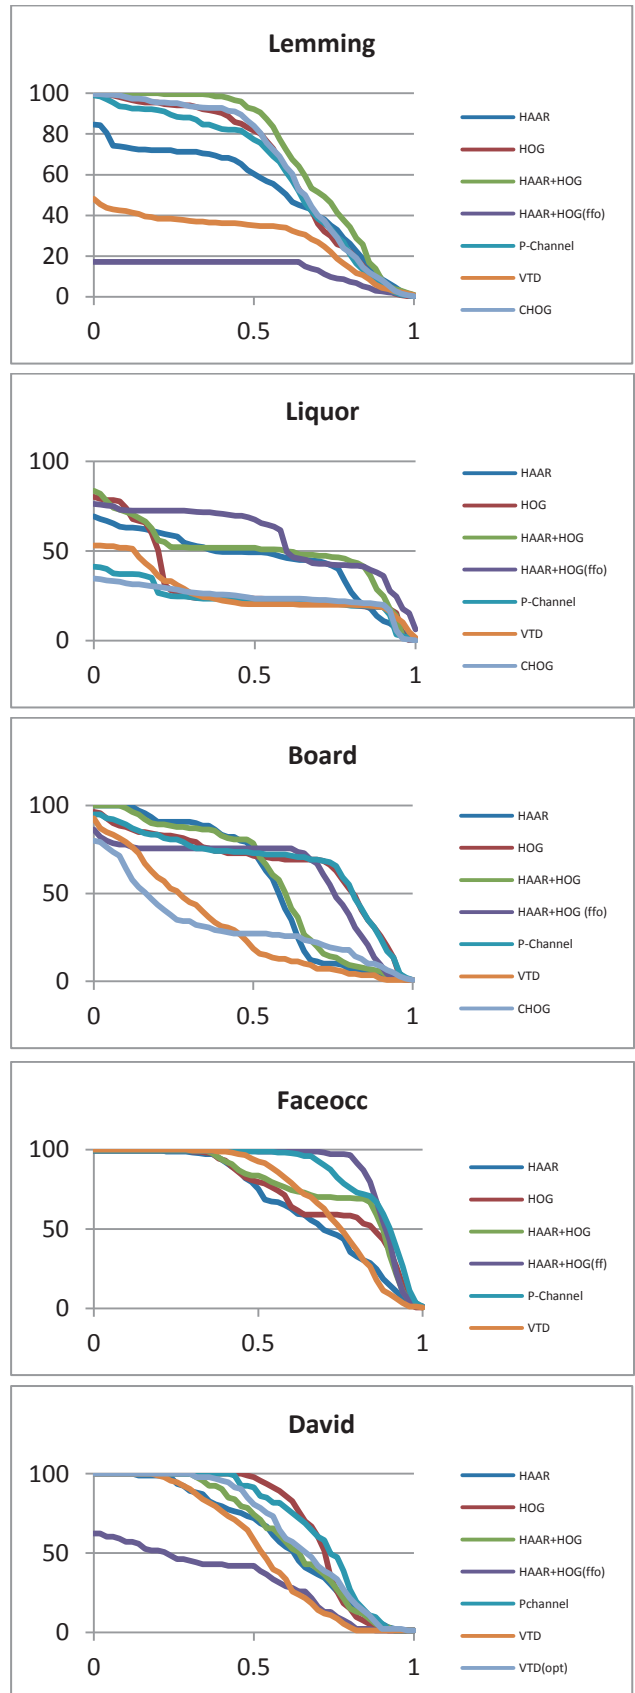 Lemming
100
80
60
40
20
0
0
0.5
1
HAAR
HOG
HAAR+HOG
HAAR+HOG(ffo)
P-Channel
VTD
CHOG
Liquor
100
50
0
0
0.5
1
HAAR
HOG
HAAR+HOG
HAAR+HOG(ffo)
P-Channel
VTD
CHOG
Board
100
50
0
0
0.5
1
HAAR
HOG
HAAR+HOG
HAAR+HOG (ffo)
P-Channel
VTD
CHOG
Faceocc
100
50
0
0
0.5
1
HAAR
HOG
HAAR+HOG
HAAR+HOG(ff)
P-Channel
VTD
David
100
50
0
0
0.5
1
HAAR
HOG
HAAR+HOG
HAAR+HOG(ffo)
Pchannel
VTD
VTD(opt)